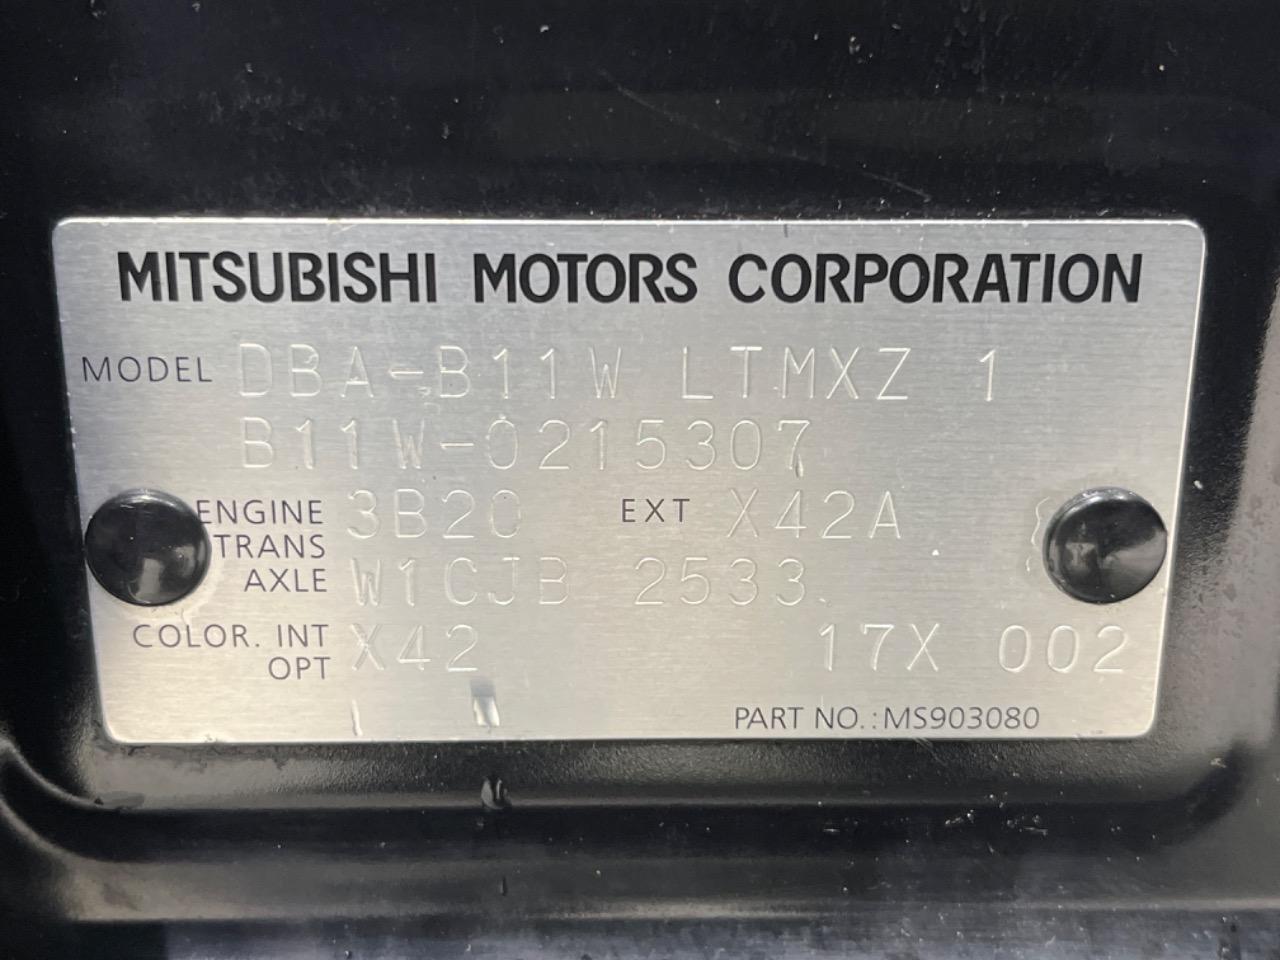 MITSUBISHI MOTORS CORPORATION
MODEL DBA-B11W LTMXZ 1
B11W-0215307
ENGINE 3B20 EXT X42A
TRANS
AXLE W1CJB 2533
COLOR. INT X42 17X 002
OPT
PART NO.:MS903080